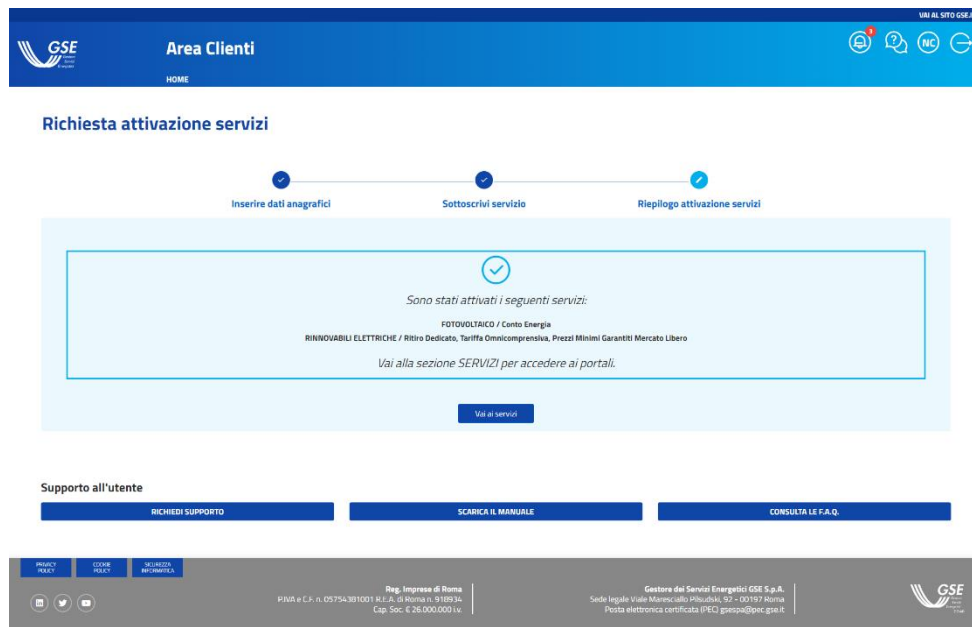 VAI AL SITO GSE.
GSE
Area Clienti
HOME
NC
Richiesta attivazione servizi
Inserire dati anagrafici
Sottoscrivi servizio
Riepilogo attivazione servizi
Sono stati attivati i seguenti servizi:
FOTOVOLTAICO / Conto Energia
RINNOVABILI ELETTRICHE / Ritiro Dedicato, Tariffa Omnicomprensiva, Prezzi Minimi Garantiti Mercato Libero
Vai alla sezione SERVIZI per accedere ai portali.
Vai ai servizi
Supporto all'utente
RICHIEDI SUPPORTO
SCARICA IL MANUALE
CONSULTA LE F.A.Q.
PRIVACY POLICY
COOKIE POLICY
SICUREZZA INFORMATICA
Reg. Imprese di Roma
P.IVA e C.F. n. 05754381001 R.E.A. di Roma n. 918934
Cap. Soc. € 26.000.000 i.v.
Gestore dei Servizi Energetici GSE S.p.A.
Sede legale Viale Maresciallo Pilsudski, 92 - 00197 Roma
Posta elettronica certificata (PEC) gsespa@pec.gse.it
GSE